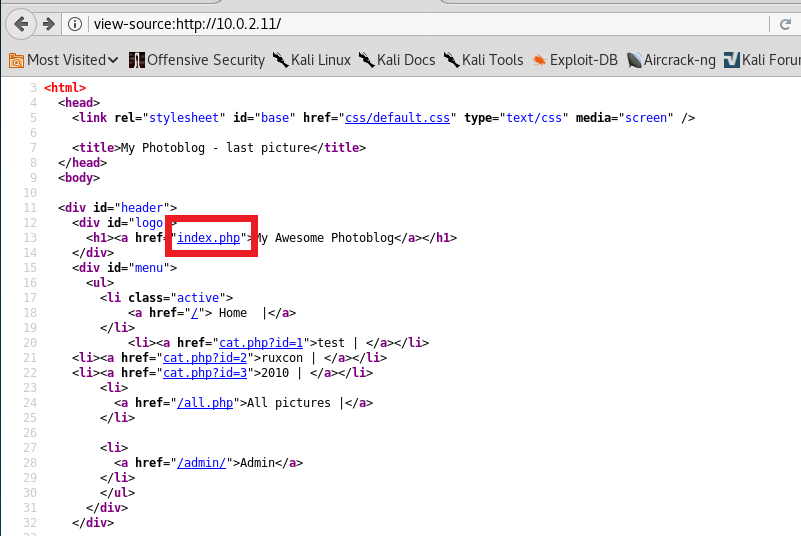 view-source:http://10.0.2.11/
Most Visited Offensive Security Kali Linux Kali Docs Kali Tools Exploit-DB Aircrack-ng Kali Forum
3 <html>
4 <head>
5 <link rel="stylesheet" id="base" href="css/default.css" type="text/css" media="screen" />
6
7 <title>My Photoblog - last picture</title>
8 </head>
9 <body>
10
11 <div id="header">
12 <div id="logo">
13 <h1><a href="index.php">My Awesome Photoblog</a></h1>
14 </div>
15 <div id="menu">
16 <ul>
17 <li class="active">
18 <a href="/"> Home |</a>
19 </li>
20 <li><a href="cat.php?id=1">test | </a></li>
21 <li><a href="cat.php?id=2">ruxcon | </a></li>
22 <li><a href="cat.php?id=3">2010 | </a></li>
23 <li>
24 <a href="/all.php">All pictures |</a>
25 </li>
26
27 <li>
28 <a href="/admin/">Admin</a>
29 </li>
30 </ul>
31 </div>
32 </div>